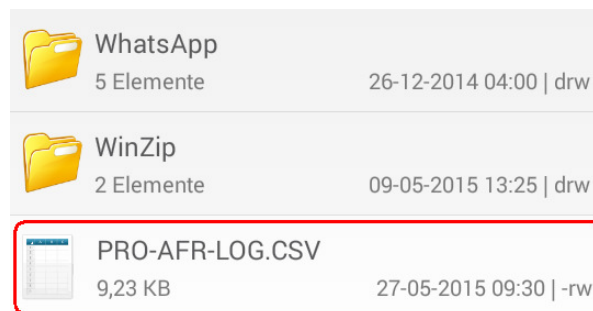 WhatsApp
5 Elemente 26-12-2014 04:00 | drw
WinZip
2 Elemente 09-05-2015 13:25 | drw
PRO-AFR-LOG.CSV
9,23 KB 27-05-2015 09:30 | -rw